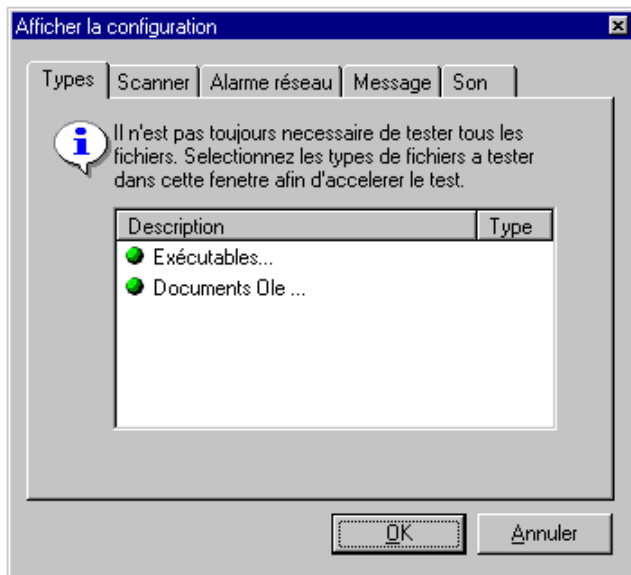 Afficher la configuration
Types Scanner Alarme réseau Message Son
Il n'est pas toujours necessaire de tester tous les
fichiers. Selectionnez les types de fichiers a tester
dans cette fenetre afin d'accelerer le test.
Description Type
Exécutables...
Documents Ole ...
OK Annuler